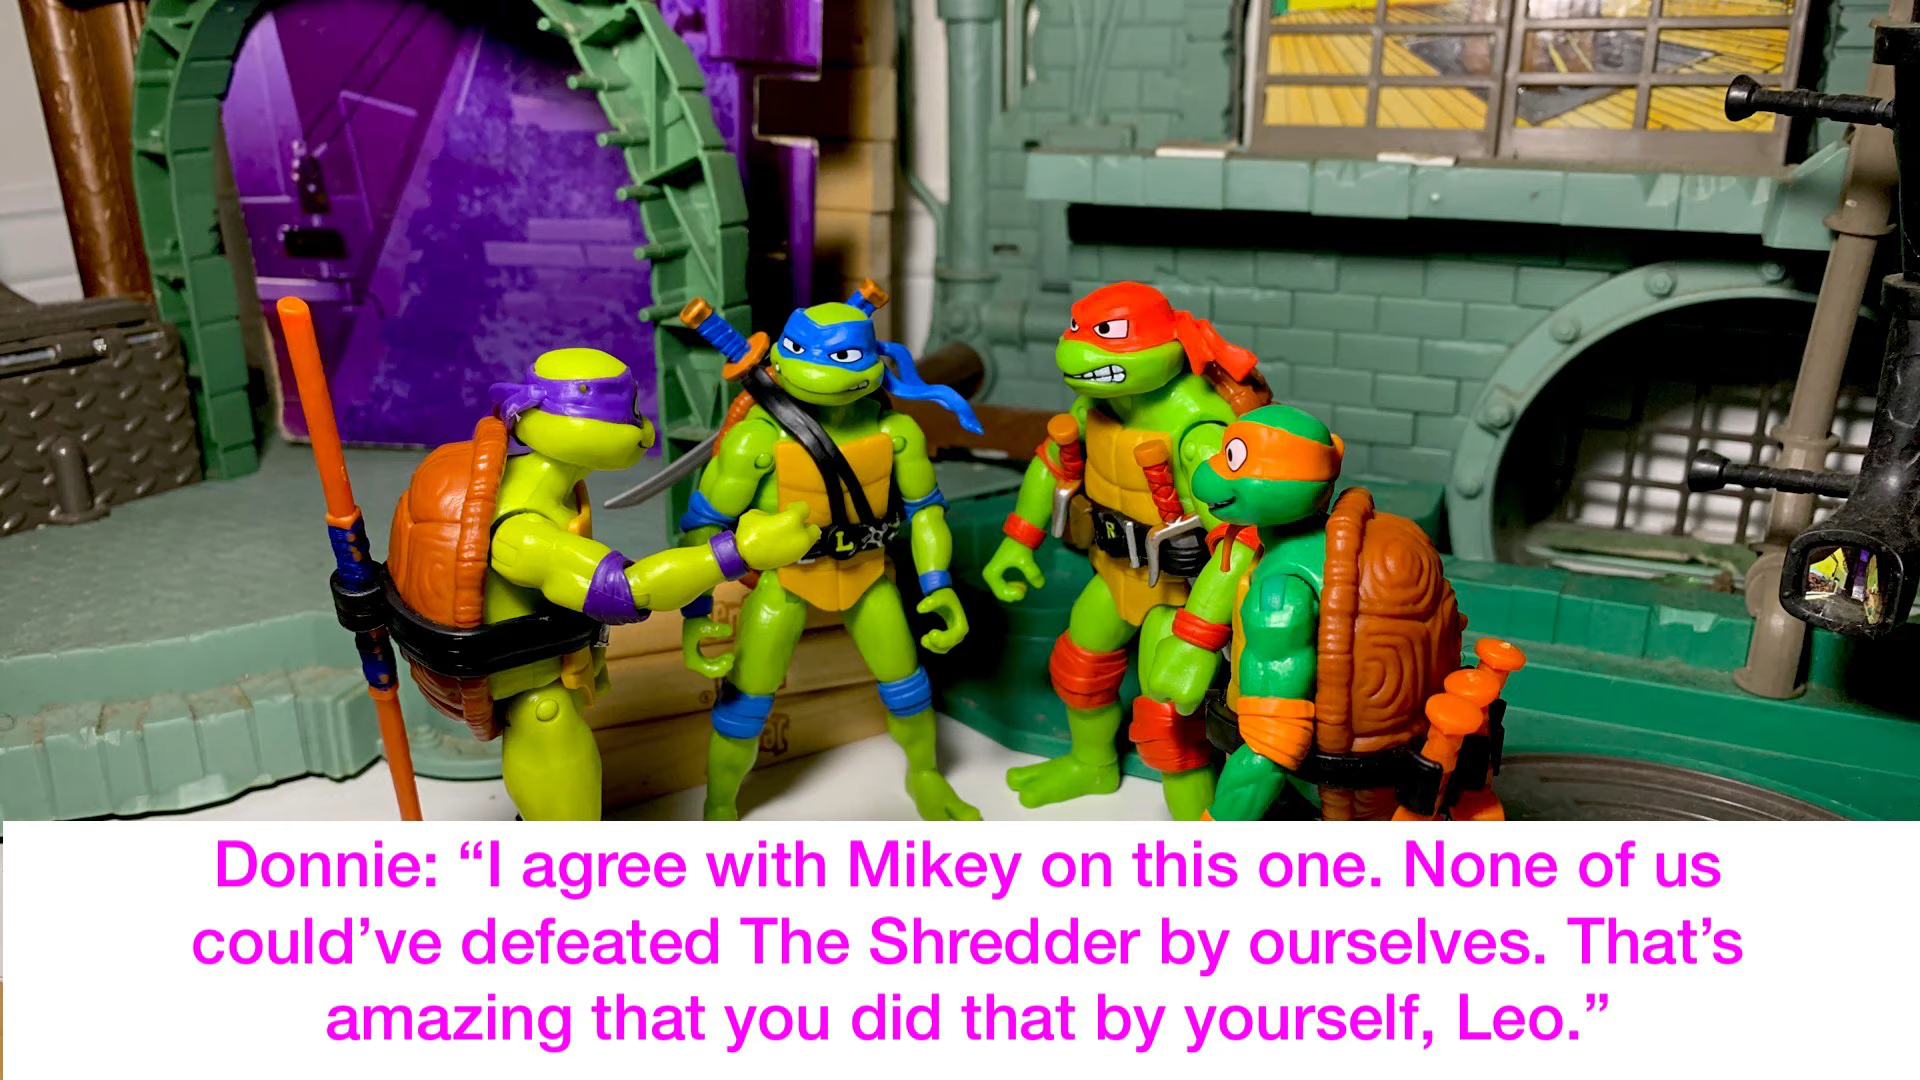 L
R
Donnie: “I agree with Mikey on this one. None of us
could’ve defeated The Shredder by ourselves. That’s
amazing that you did that by yourself, Leo.”